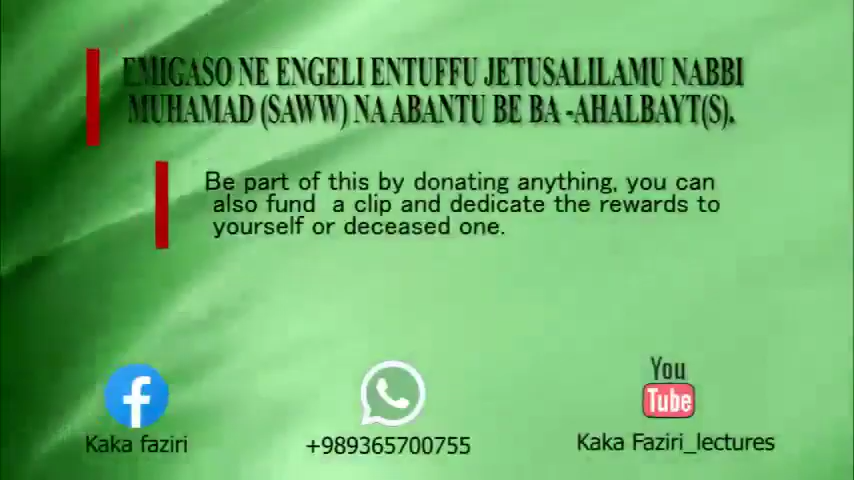 EMIGASO NE ENGELI ENTUFFU JETUSALILAMU NABBI
MUHAMAD (SAWW) NA ABANTU BE BA -AHALBAYT(S).
Be part of this by donating anything, you can
also fund a clip and dedicate the rewards to
yourself or deceased one.
You
Tube
Kaka faziri
+989365700755
Kaka Faziri_lectures